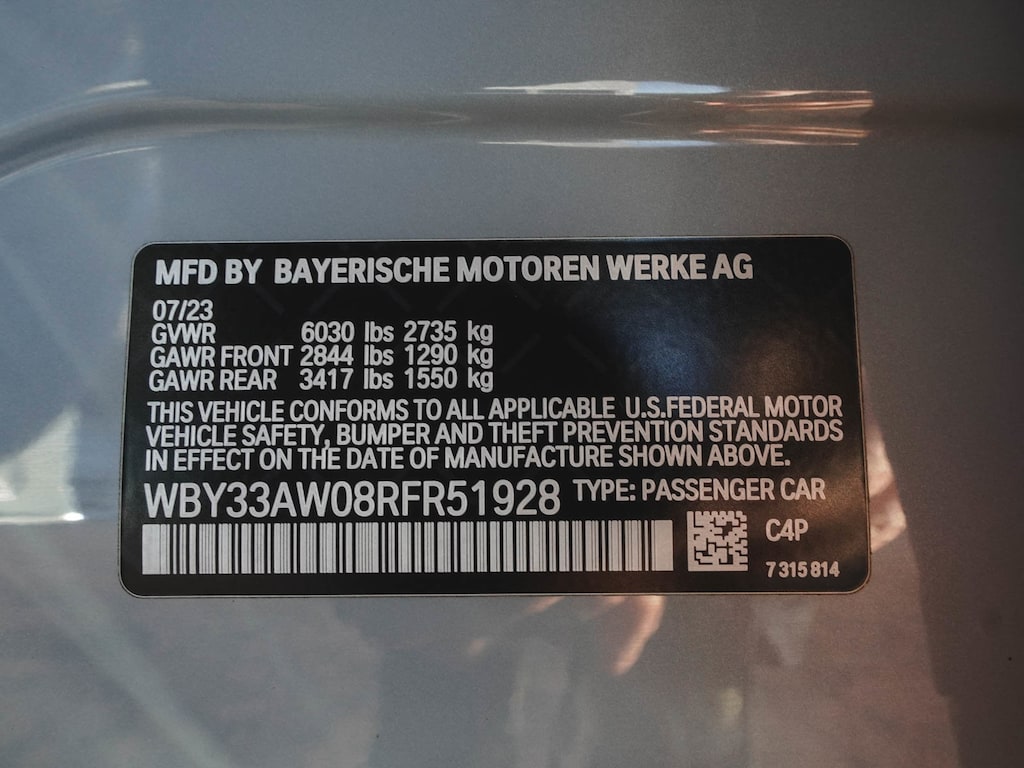 MFD BY BAYERISCHE MOTOREN WERKE AG
07/23
GVWR 6030 lbs 2735 kg
GAWR FRONT 2844 lbs 1290 kg
GAWR REAR 3417 lbs 1550 kg
THIS VEHICLE CONFORMS TO ALL APPLICABLE U.S.FEDERAL MOTOR
VEHICLE SAFETY, BUMPER AND THEFT PREVENTION STANDARDS
IN EFFECT ON THE DATE OF MANUFACTURE SHOWN ABOVE.
WBY33AW08RFR51928 TYPE: PASSENGER CAR
C4P
7 315 814